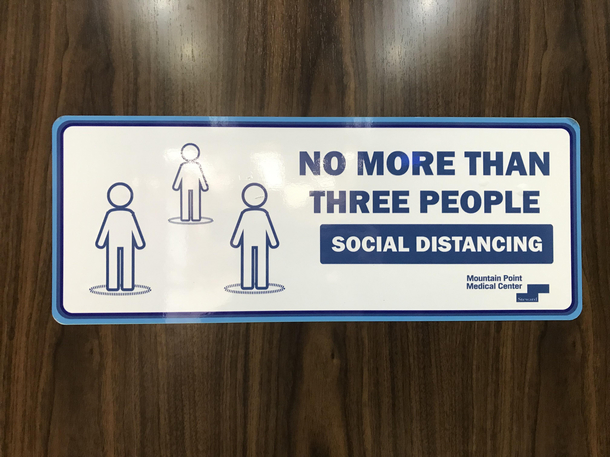 NO MORE THAN
THREE PEOPLE
SOCIAL DISTANCING
Mountain Point
Medical Center